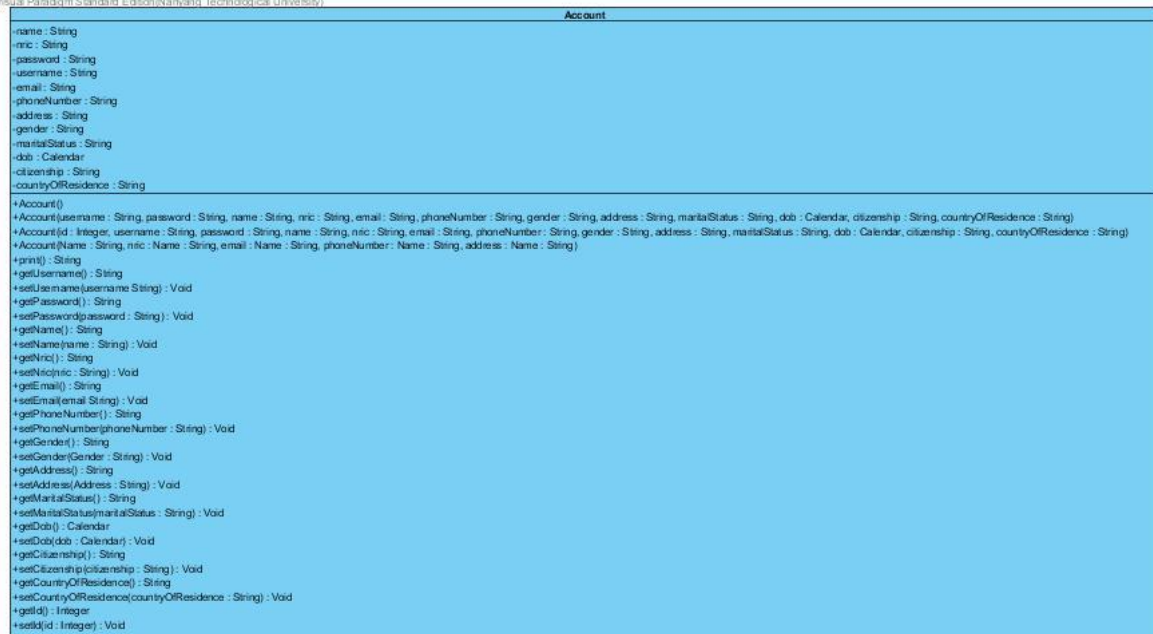 Visual Paradigm Standard Edition(Nanyang Technological University)
Account
-name : String
-nric : String
-password : String
-username : String
-email : String
-phoneNumber : String
-address : String
-gender : String
-maritalStatus : String
-dob : Calendar
-citizenship : String
-countryOfResidence : String
+Account()
+Account(username : String, password : String, name : String, nric : String, email : String, phoneNumber : String, gender : String, address : String, maritalStatus : String, dob : Calendar, citizenship : String, countryOfResidence : String)
+Account(id : Integer, username : String, password : String, name : String, nric : String, email : String, phoneNumber : String, gender : String, address : String, maritalStatus : String, dob : Calendar, citizenship : String, countryOfResidence : String)
+Account(Name : String, nric : Name : String, email : Name : String, phoneNumber : Name : String, address : Name : String)
+print() : String
+getUsername() : String
+setUsername(username String) : Void
+getPassword() : String
+setPassword(password : String) : Void
+getName() : String
+setName(name : String) : Void
+getNric() : String
+setNric(nric : String) : Void
+getEmail() : String
+setEmail(email String) : Void
+getPhoneNumber() : String
+setPhoneNumber(phoneNumber : String) : Void
+getGender() : String
+setGender(Gender : String) : Void
+getAddress() : String
+setAddress(Address : String) : Void
+getMaritalStatus() : String
+setMaritalStatus(maritalStatus : String) : Void
+getDob() : Calendar
+setDob(dob : Calendar) : Void
+getCitizenship() : String
+setCitizenship(citizenship : String) : Void
+getCountryOfResidence() : String
+setCountryOfResidence(countryOfResidence : String) : Void
+getId() : Integer
+setId(id : Integer) : Void